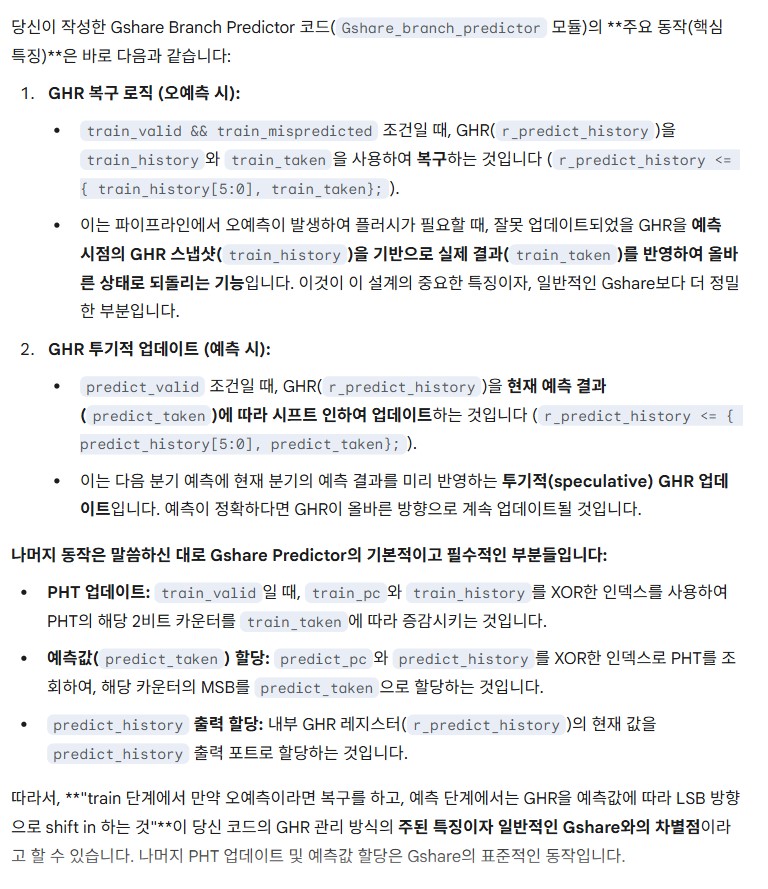 당신이 작성한 Gshare Branch Predictor 코드( Gshare_branch_predictor 모듈)의 **주요 동작(핵심
특징)**은 바로 다음과 같습니다:
1. GHR 복구 로직 (오예측 시):
• train_valid && train_mispredicted 조건일 때, GHR( r_predict_history )을
train_history 와 train_taken 을 사용하여 복구하는 것입니다 ( r_predict_history <=
{ train_history[5:0], train_taken}; ).
• 이는 파이프라인에서 오예측이 발생하여 플러시가 필요할 때, 잘못 업데이트되었을 GHR을 예측
시점의 GHR 스냅샷( train_history )을 기반으로 실제 결과( train_taken )를 반영하여 올바
른 상태로 되돌리는 기능입니다. 이것이 이 설계의 중요한 특징이자, 일반적인 Gshare보다 더 정밀
한 부분입니다.
2. GHR 투기적 업데이트 (예측 시):
• predict_valid 조건일 때, GHR( r_predict_history )을 현재 예측 결과
( predict_taken )에 따라 시프트 인하여 업데이트하는 것입니다 ( r_predict_history <= {
predict_history[5:0], predict_taken}; ).
• 이는 다음 분기 예측에 현재 분기의 예측 결과를 미리 반영하는 투기적(speculative) GHR 업데
이트입니다. 예측이 정확하다면 GHR이 올바른 방향으로 계속 업데이트될 것입니다.
나머지 동작은 말씀하신 대로 Gshare Predictor의 기본적이고 필수적인 부분들입니다:
• PHT 업데이트: train_valid 일 때, train_pc 와 train_history 를 XOR한 인덱스를 사용하여
PHT의 해당 2비트 카운터를 train_taken 에 따라 증감시키는 것입니다.
• 예측값( predict_taken ) 할당: predict_pc 와 predict_history 를 XOR한 인덱스로 PHT를 조
회하여, 해당 카운터의 MSB를 predict_taken 으로 할당하는 것입니다.
• predict_history 출력 할당: 내부 GHR 레지스터( r_predict_history )의 현재 값을
predict_history 출력 포트로 할당하는 것입니다.
따라서, **"train 단계에서 만약 오예측이라면 복구를 하고, 예측 단계에서는 GHR을 예측값에 따라 LSB 방향
으로 shift in 하는 것"**이 당신 코드의 GHR 관리 방식의 주된 특징이자 일반적인 Gshare와의 차별점이라
고 할 수 있습니다. 나머지 PHT 업데이트 및 예측값 할당은 Gshare의 표준적인 동작입니다.